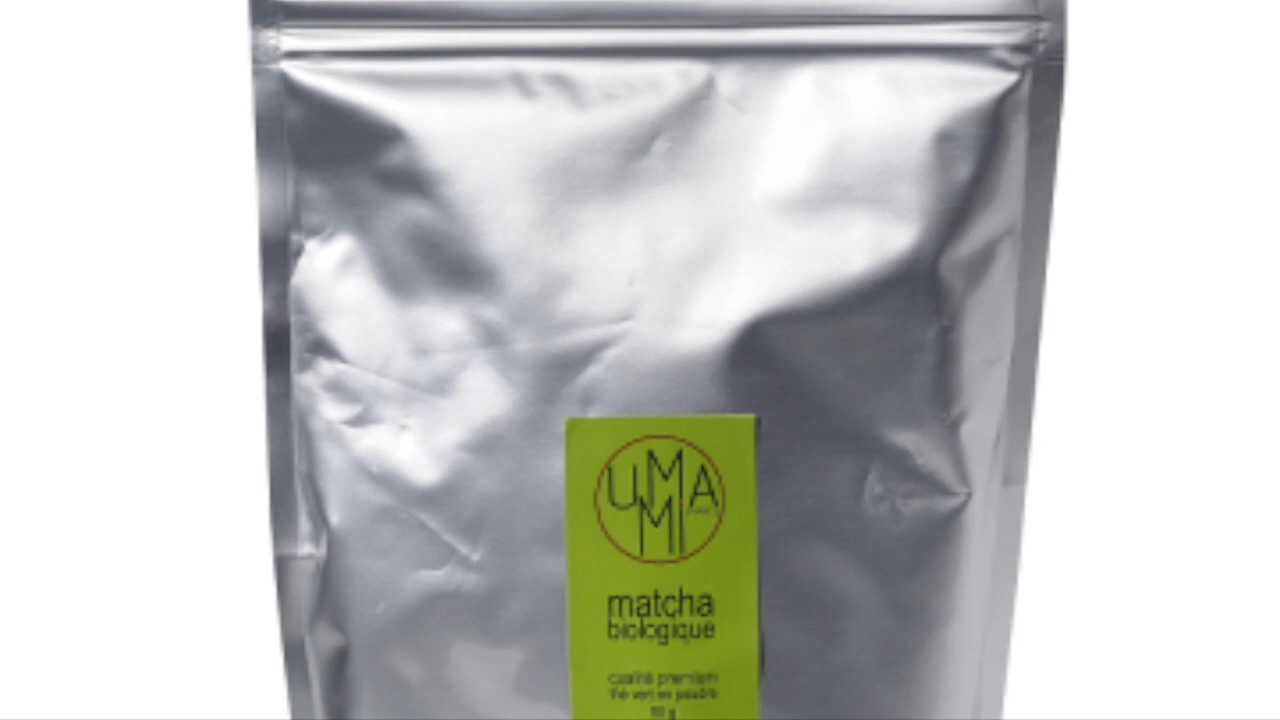 UMAMI
matcha
biologique
qualité premium
thé vert en poudre